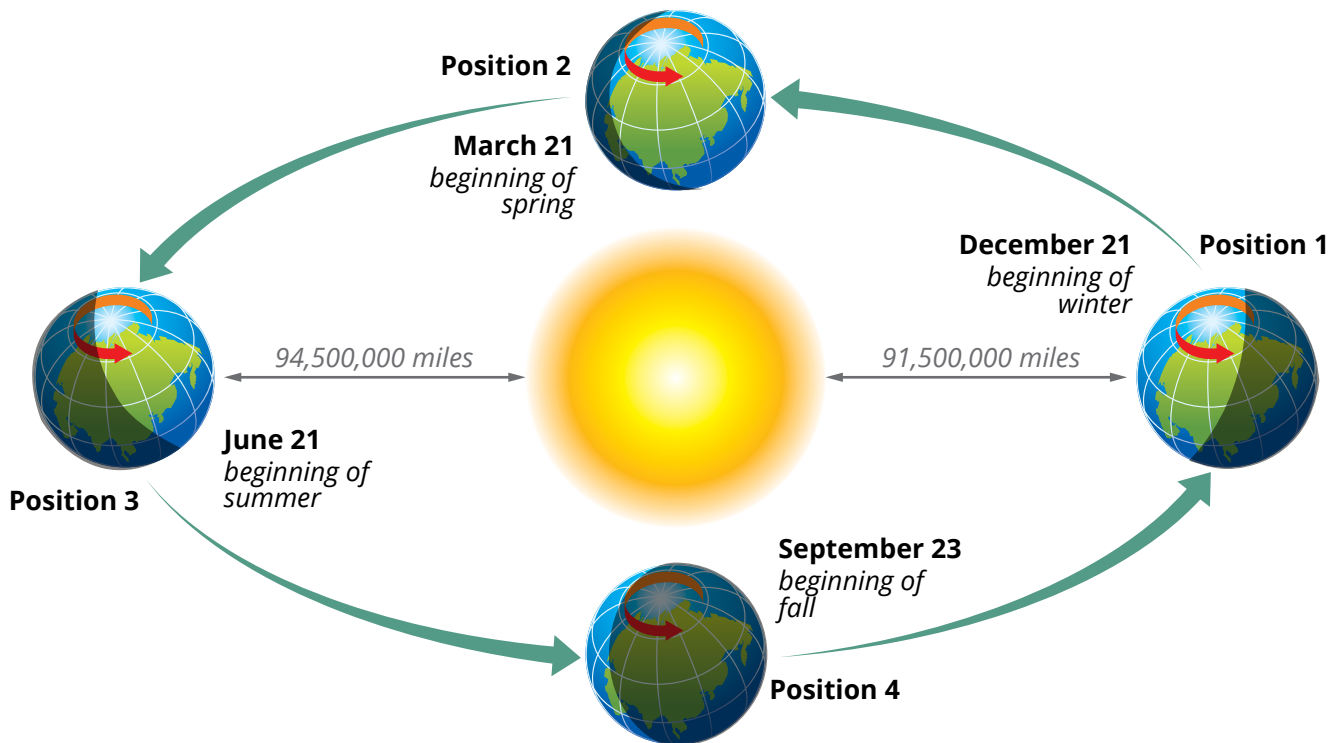 Position 2
March 21
beginning of
spring
December 21
beginning of
winter
Position 1
94,500,000 miles
91,500,000 miles
June 21
beginning of
summer
Position 3
September 23
beginning of
fall
Position 4